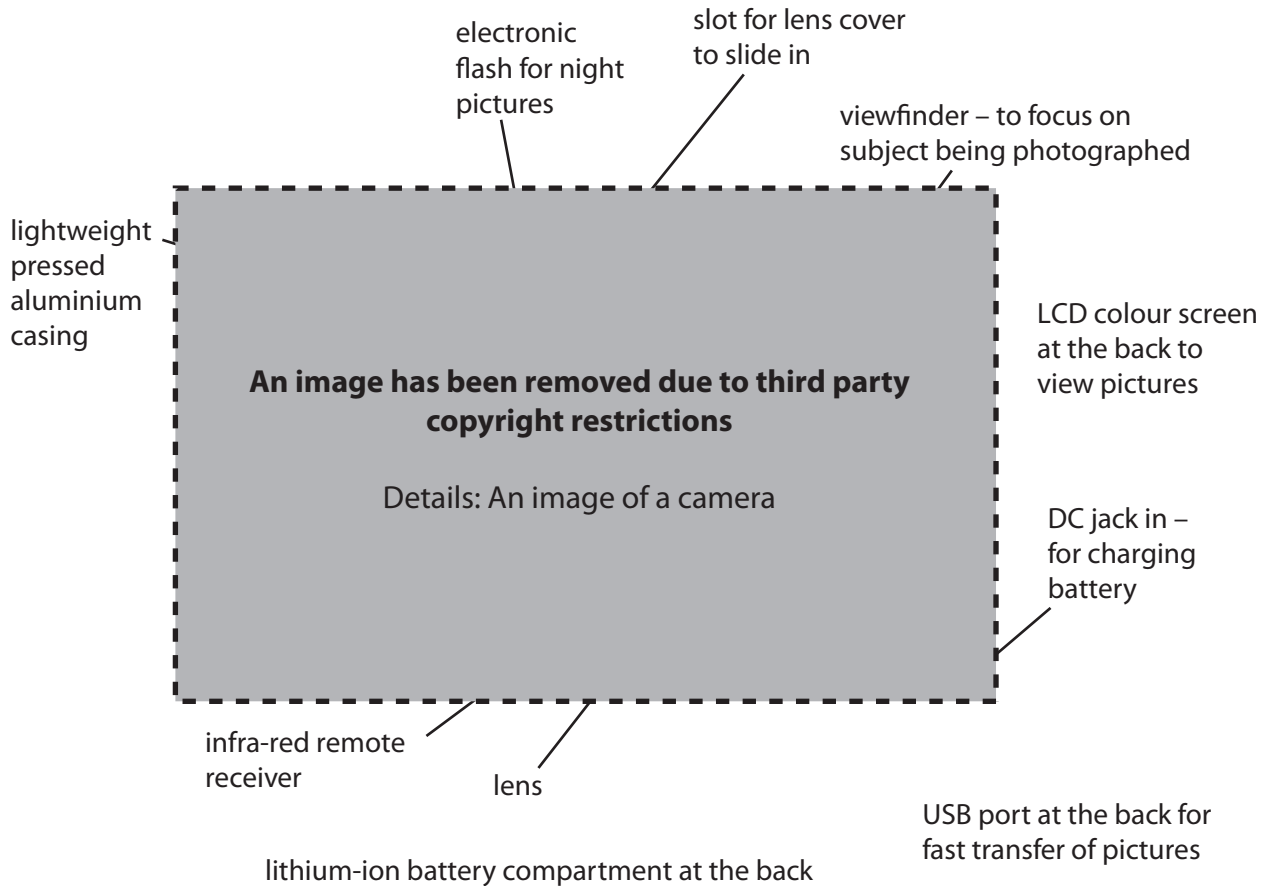 electronic
flash for night
pictures
slot for lens cover
to slide in
viewfinder – to focus on
subject being photographed
lightweight
pressed
aluminium
casing
An image has been removed due to third party
copyright restrictions
Details: An image of a camera
LCD colour screen
at the back to
view pictures
DC jack in –
for charging
battery
infra-red remote
receiver
lens
USB port at the back for
fast transfer of pictures
lithium-ion battery compartment at the back